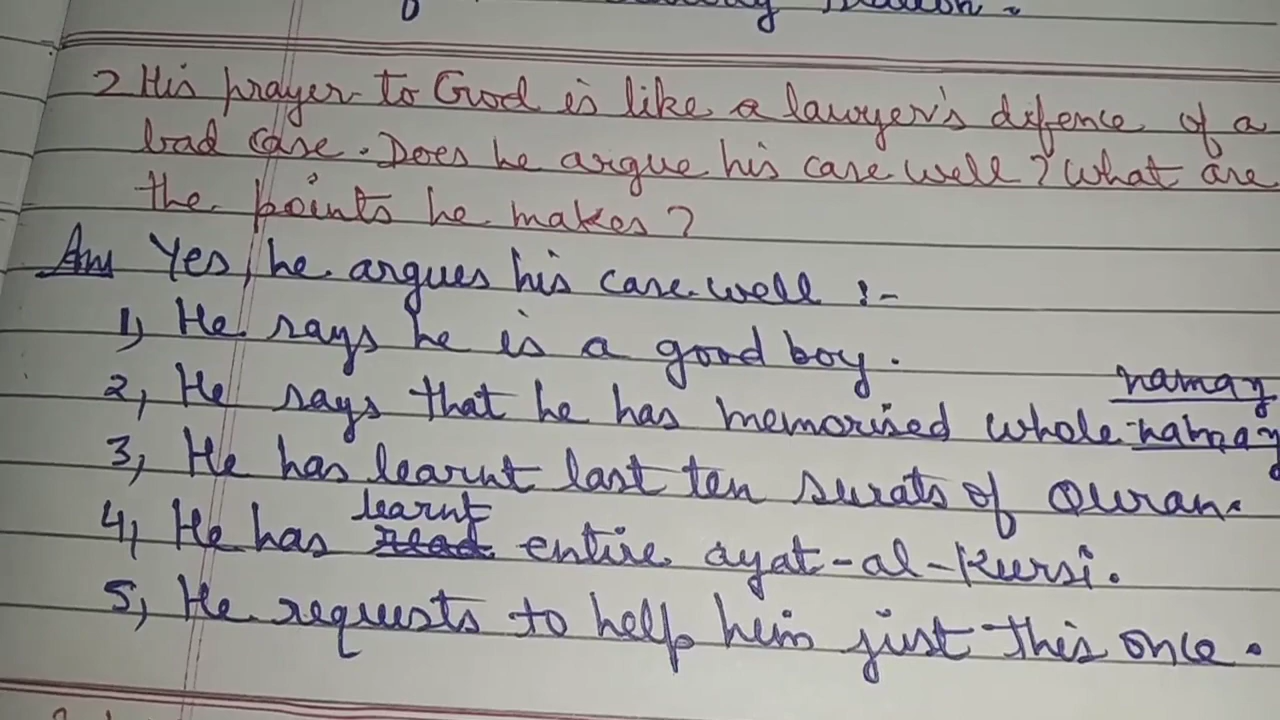 2 His prayer to God is like a lawyer's difence of a
bad case. Does he argue his case well? What are
the points he makes?
Ans Yes, he argues his case well :-
1, He says he is a good boy.
namaz
2, He says that he has memorised whole namaz
3, He has learnt last ten surats of Quran.
learnt
4, He has read entire ayat-al-Kursi.
5, He requests to help him just this once.